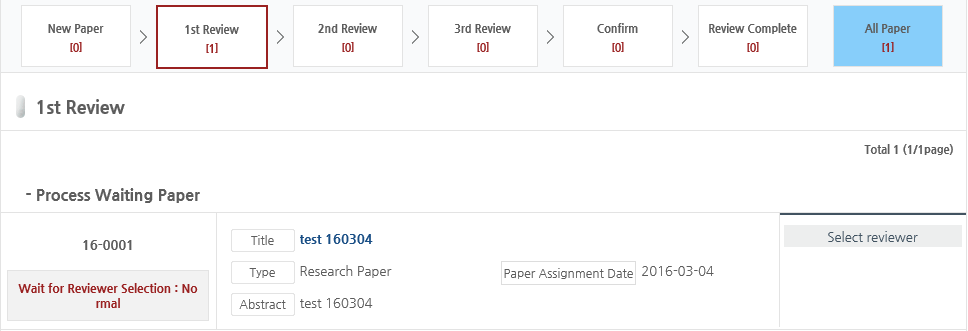 New Paper
[0]
1st Review
[1]
2nd Review
[0]
3rd Review
[0]
Confirm
[0]
Review Complete
[0]
All Paper
[1]
1st Review
Total 1 (1/1page)
- Process Waiting Paper
16-0001
Wait for Reviewer Selection : No
rmal
Title test 160304
Type Research Paper Paper Assignment Date 2016-03-04
Abstract test 160304
Select reviewer